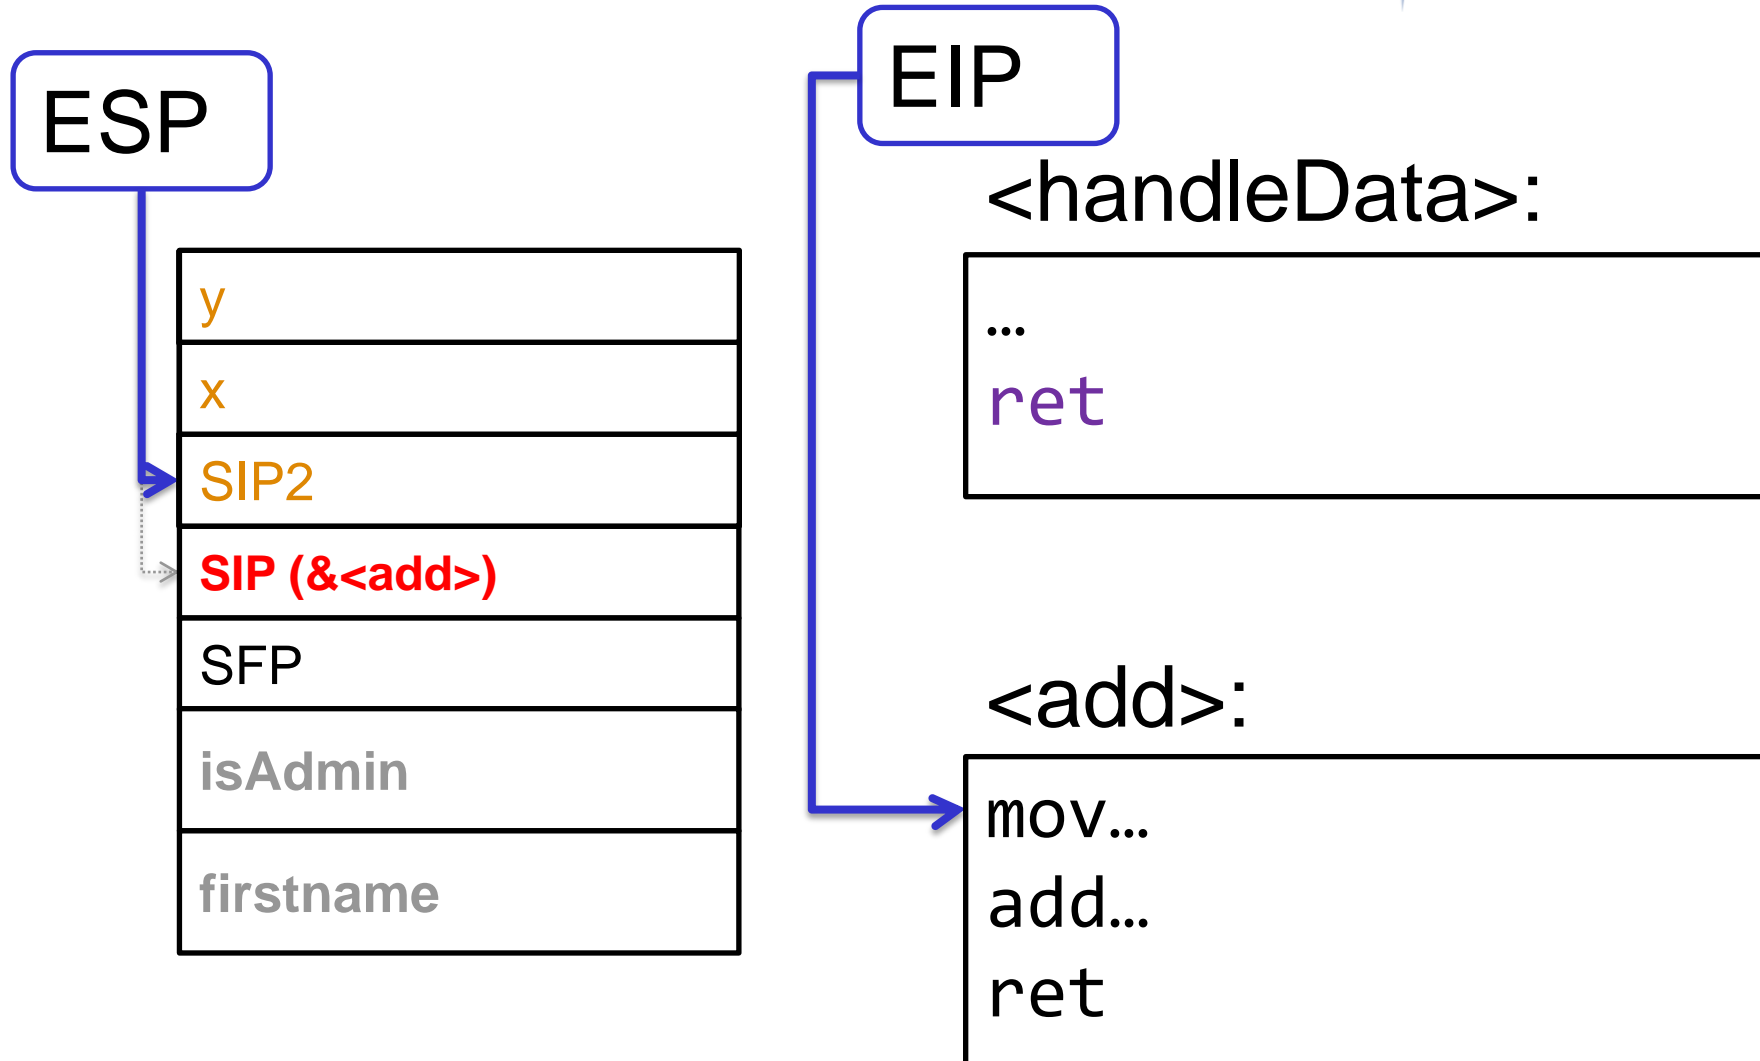 ESP
EIP
<handleData>:
y
x
SIP2
SIP (&<add>)
SFP
isAdmin
firstname
…
ret
<add>:
mov…
add…
ret